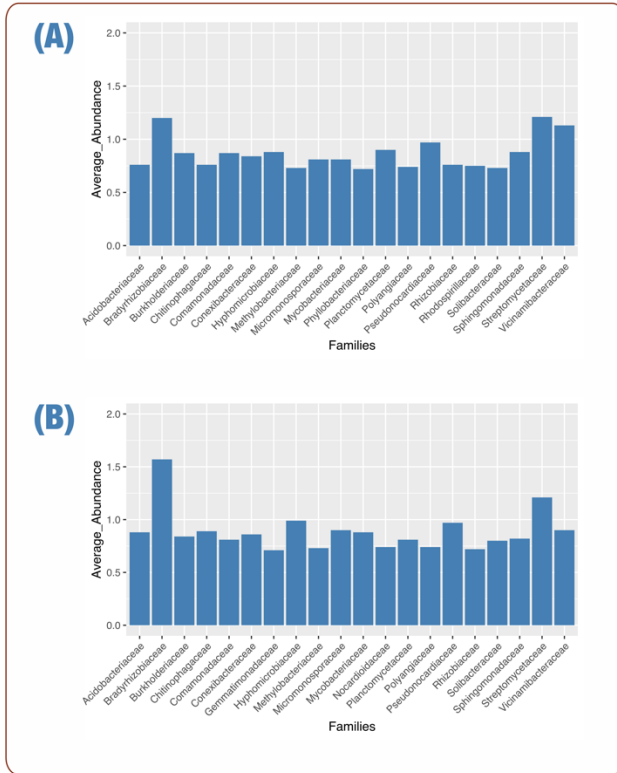 (A)
2.0
1.5
1.0
0.5
0.0
Average_Abundance
Acidobacteriaceae
Bradyrhizobiaceae
Burkholderiaceae
Chitinophagaceae
Comamonadaceae
Conexibacteraceae
Hyphomicrobiaceae
Methylobacteriaceae
Micromonosporaceae
Mycobacteriaceae
Phyllobacteriaceae
Planctomycetaceae
Polyangiaceae
Pseudonocardiaceae
Rhizobiaceae
Rhodospirillaceae
Solibacteraceae
Sphingomonadaceae
Streptomycetaceae
Vicinamibacteraceae
Families
(B)
2.0
1.5
1.0
0.5
0.0
Average_Abundance
Acidobacteriaceae
Bradyrhizobiaceae
Burkholderiaceae
Chitinophagaceae
Comamonadaceae
Conexibacteraceae
Gemmatimonadaceae
Hyphomicrobiaceae
Methylobacteriaceae
Micromonosporaceae
Mycobacteriaceae
Nocardioidaceae
Planctomycetaceae
Polyangiaceae
Pseudonocardiaceae
Rhizobiaceae
Solibacteraceae
Sphingomonadaceae
Streptomycetaceae
Vicinamibacteraceae
Families